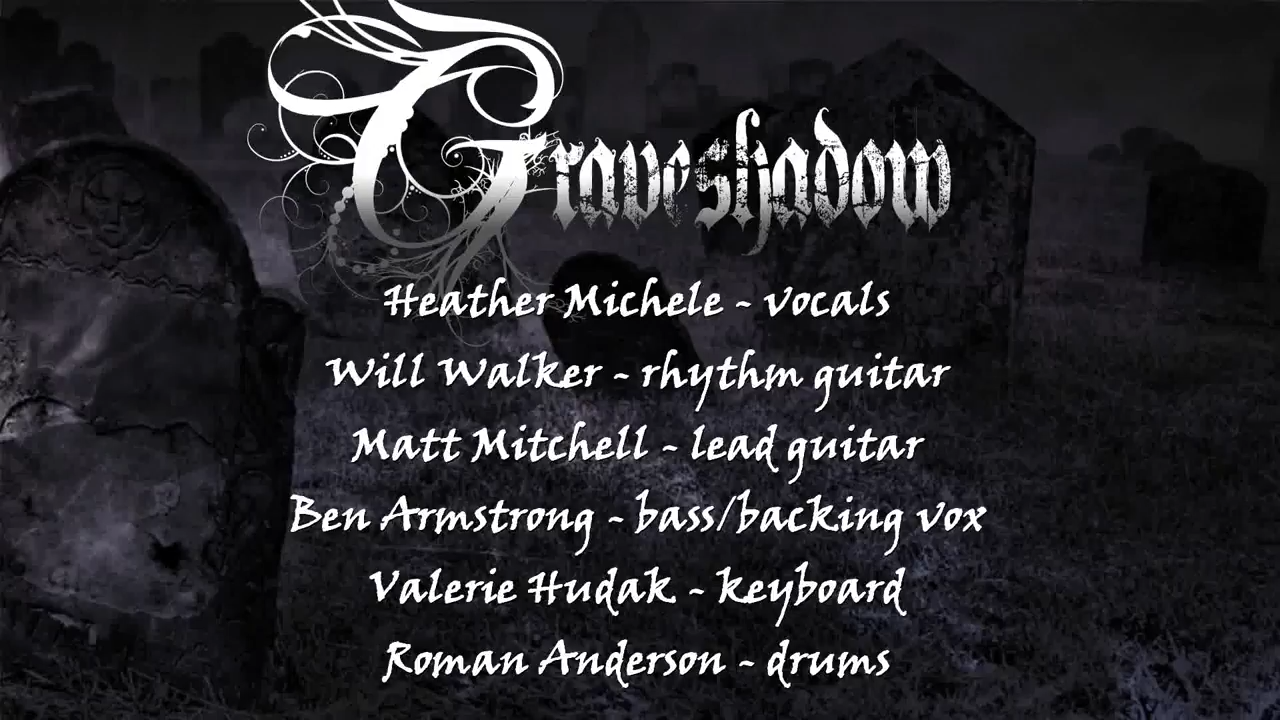 Graveshadow
Heather Michele - vocals
Will Walker - rhythm guitar
Matt Mitchell - lead guitar
Ben Armstrong - bass/backing vox
Valerie Hudak - keyboard
Roman Anderson - drums